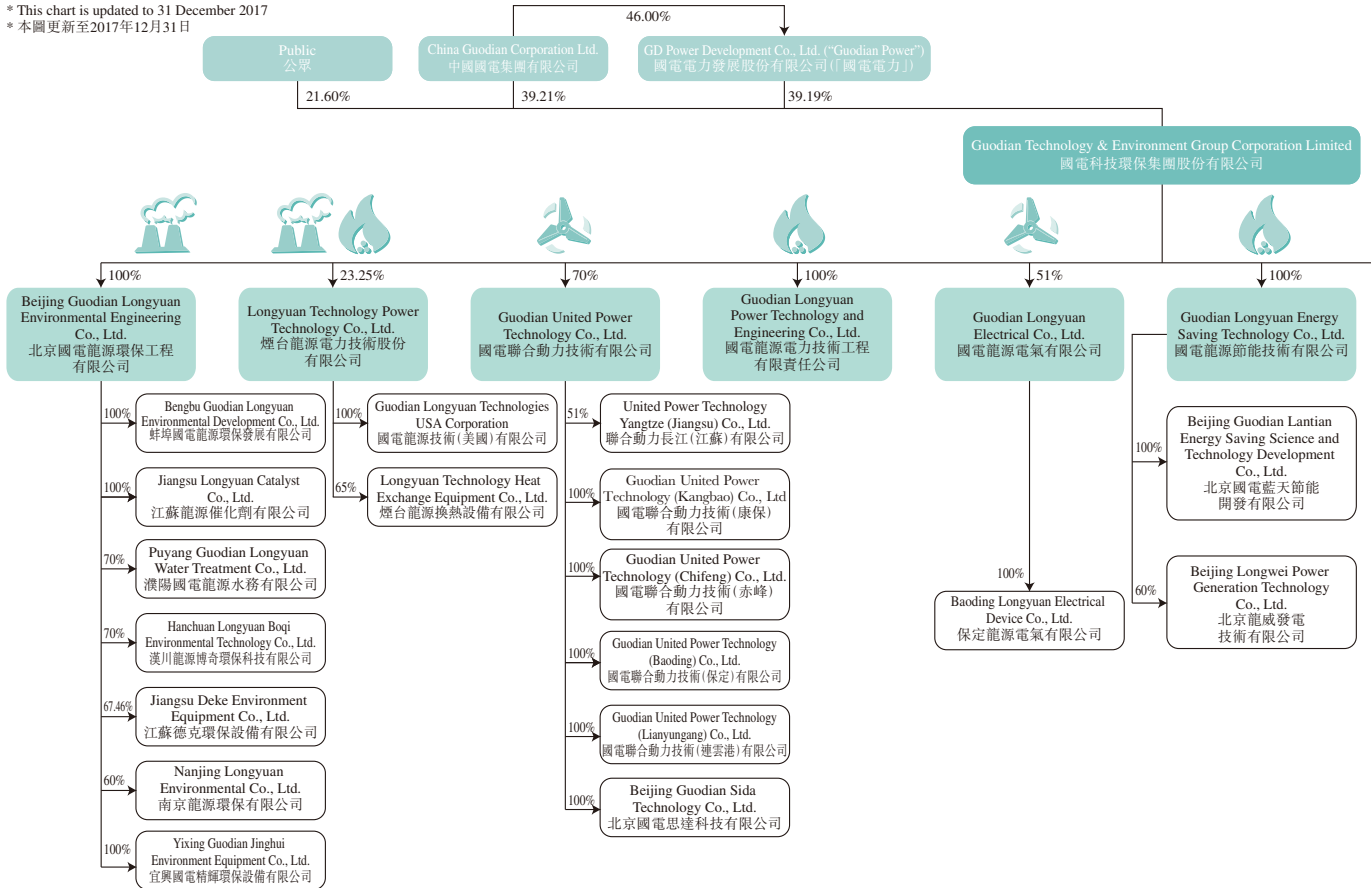 * This chart is updated to 31 December 2017
* 本圖更新至2017年12月31日
46.00%
Public
公眾
China Guodian Corporation Ltd.
中國國電集團有限公司
GD Power Development Co., Ltd. (“Guodian Power”)
國電電力發展股份有限公司(「國電電力」)
21.60%
39.21%
39.19%
Guodian Technology & Environment Group Corporation Limited
國電科技環保集團股份有限公司
100%
23.25%
70%
100%
51%
100%
Beijing Guodian Longyuan
Environmental Engineering
Co., Ltd.
北京國電龍源環保工程
有限公司
Longyuan Technology Power
Technology Co., Ltd.
煙台龍源電力技術股份
有限公司
Guodian United Power
Technology Co., Ltd.
國電聯合動力技術有限公司
Guodian Longyuan
Power Technology and
Engineering Co., Ltd.
國電龍源電力技術工程
有限責任公司
Guodian Longyuan
Electrical Co., Ltd.
國電龍源電氣有限公司
Guodian Longyuan Energy
Saving Technology Co., Ltd.
國電龍源節能技術有限公司
100%
Bengbu Guodian Longyuan
Environmental Development Co., Ltd.
蚌埠國電龍源環保發展有限公司
100%
Jiangsu Longyuan Catalyst
Co., Ltd.
江蘇龍源催化劑有限公司
70%
Puyang Guodian Longyuan
Water Treatment Co., Ltd.
濮陽國電龍源水務有限公司
70%
Hanchuan Longyuan Boqi
Environmental Technology Co., Ltd.
漢川龍源博奇環保科技有限公司
67.46%
Jiangsu Deke Environment
Equipment Co., Ltd.
江蘇德克環保設備有限公司
60%
Nanjing Longyuan
Environmental Co., Ltd.
南京龍源環保有限公司
100%
Yixing Guodian Jinghui
Environment Equipment Co., Ltd.
宜興國電精輝環保設備有限公司
100%
Guodian Longyuan Technologies
USA Corporation
國電龍源技術(美國)有限公司
65%
Longyuan Technology Heat
Exchange Equipment Co., Ltd.
煙台龍源換熱設備有限公司
51%
United Power Technology
Yangtze (Jiangsu) Co., Ltd.
聯合動力長江(江蘇)有限公司
100%
Guodian United Power
Technology (Kangbao) Co., Ltd
國電聯合動力技術(康保)
有限公司
100%
Guodian United Power
Technology (Chifeng) Co., Ltd.
國電聯合動力技術(赤峰)
有限公司
100%
Guodian United Power Technology
(Baoding) Co., Ltd.
國電聯合動力技術(保定)有限公司
100%
Guodian United Power Technology
(Lianyungang) Co., Ltd.
國電聯合動力技術(連雲港)有限公司
100%
Beijing Guodian Sida
Technology Co., Ltd.
北京國電思達科技有限公司
100%
Baoding Longyuan Electrical
Device Co., Ltd.
保定龍源電氣有限公司
100%
Beijing Guodian Lantian
Energy Saving Science and
Technology Development
Co., Ltd.
北京國電藍天節能
開發有限公司
60%
Beijing Longwei Power
Generation Technology
Co., Ltd.
北京龍威發電
技術有限公司